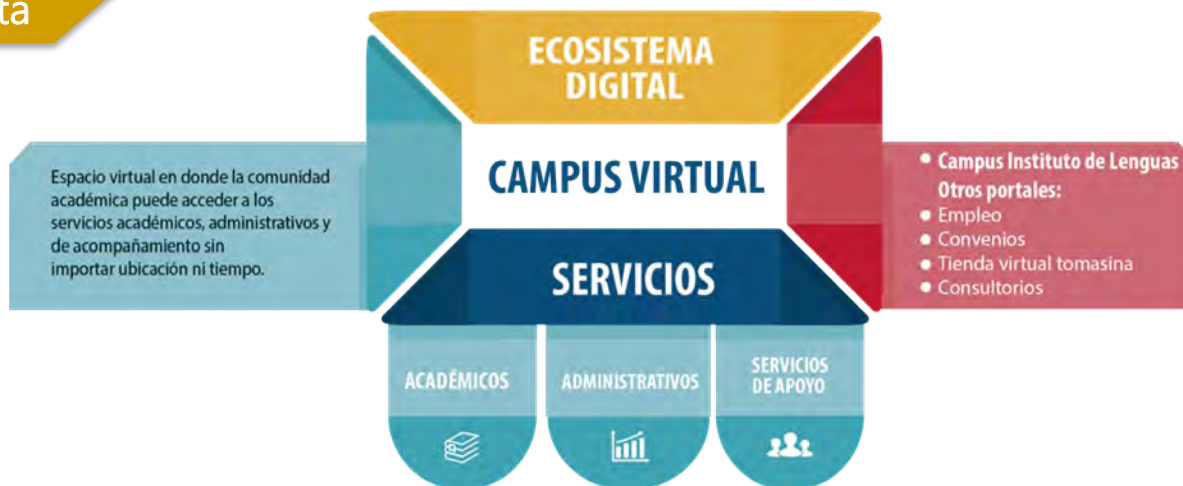 ta
ECOSISTEMA
DIGITAL
CAMPUS VIRTUAL
Espacio virtual en donde la comunidad
académica puede acceder a los
servicios académicos, administrativos y
de acompañamiento sin
importar ubicación ni tiempo.
• Campus Instituto de Lenguas
Otros portales:
• Empleo
• Convenios
• Tienda virtual tomasina
• Consultorios
SERVICIOS
ACADÉMICOS
ADMINISTRATIVOS
SERVICIOS
DE APOYO